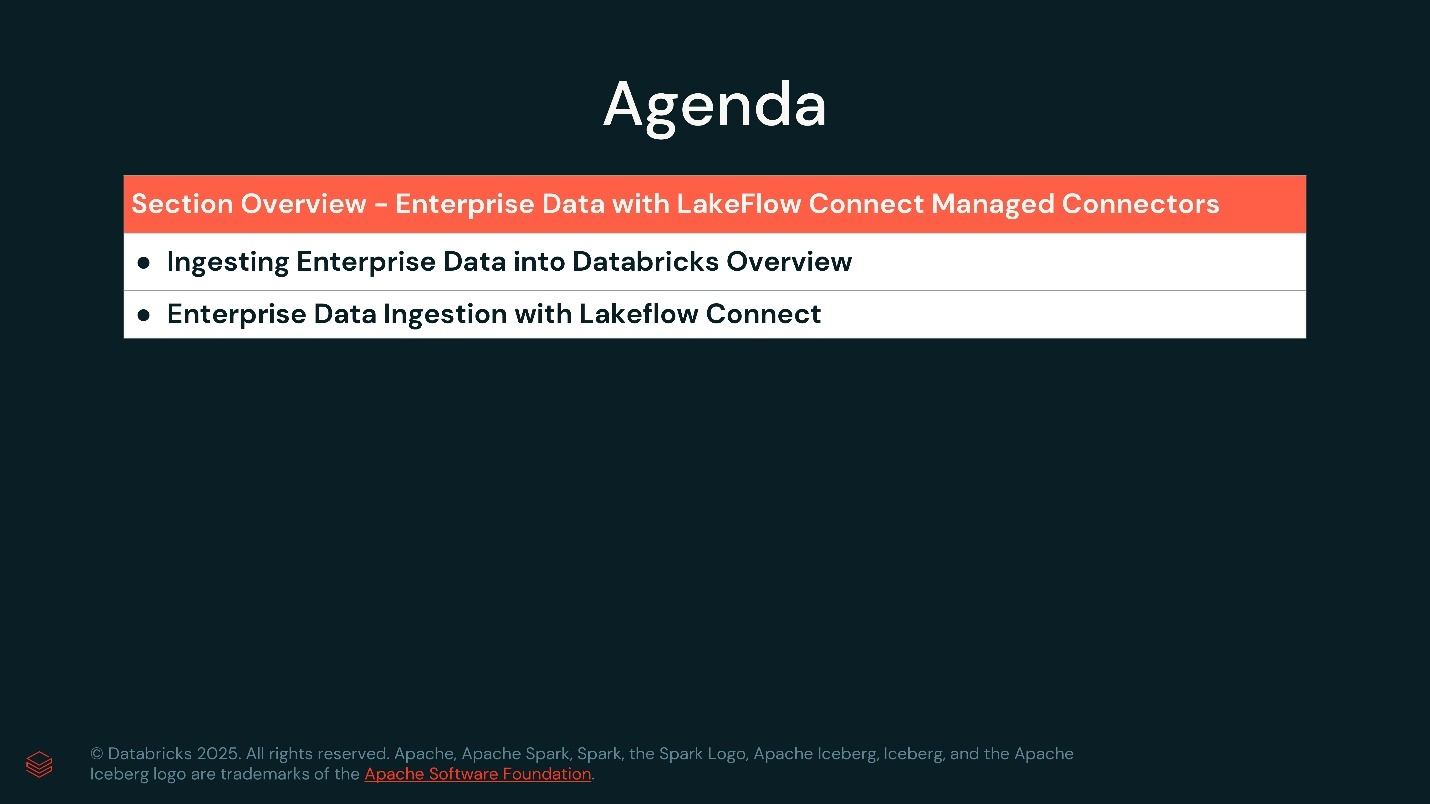 Agenda
Section Overview – Enterprise Data with LakeFlow Connect Managed Connectors
● Ingesting Enterprise Data into Databricks Overview
● Enterprise Data Ingestion with Lakeflow Connect
© Databricks 2025. All rights reserved. Apache, Apache Spark, Spark, the Spark Logo, Apache Iceberg, Iceberg, and the Apache
Iceberg logo are trademarks of the Apache Software Foundation.